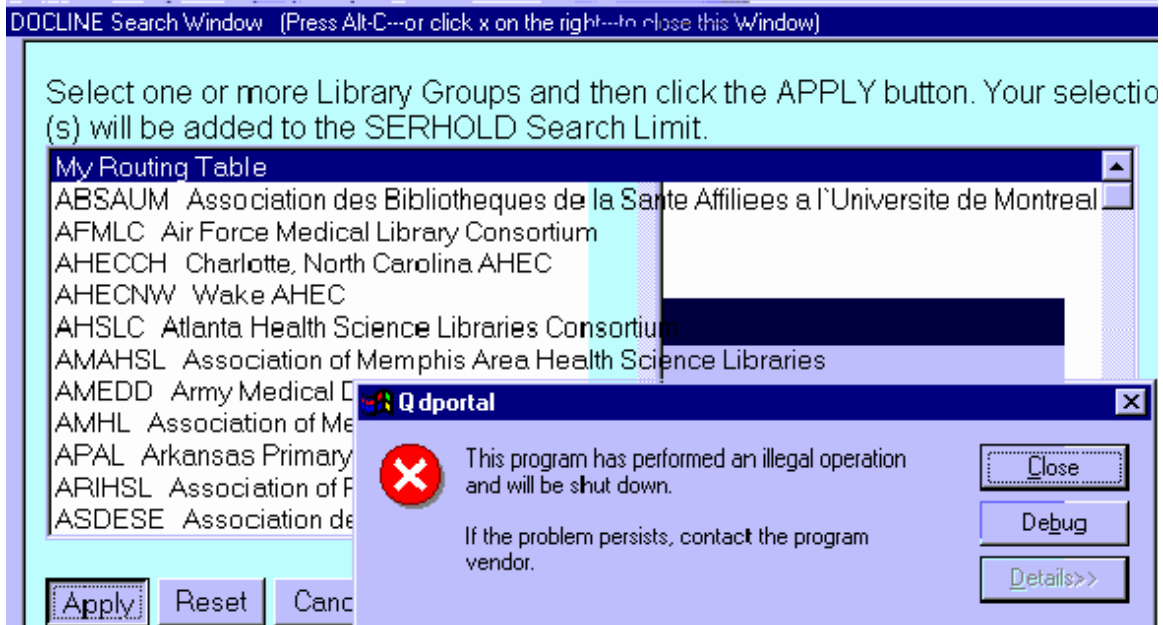 DOCLINE Search Window (Press Alt-C---or click x on the right---to close this Window)
Select one or more Library Groups and then click the APPLY button. Your selectio
(s) will be added to the SERHOLD Search Limit.
My Routing Table
ABSAUM Association des Bibliotheques de la Sante Affiliees a l`Universite de Montreal
AFMLC Air Force Medical Library Consortium
AHECCH Charlotte, North Carolina AHEC
AHECNW Wake AHEC
AHSLC Atlanta Health Science Libraries Consortium
AMAHSL Association of Memphis Area Health Science Libraries
AMEDD Army Medical
AMHL Association of Me
APAL Arkansas Primary
ARIHSL Association of
ASDESE Association de
Qdportal
This program has performed an illegal operation
and will be shut down.
If the problem persists, contact the program
vendor.
Close
Debug
Details>>
Apply Reset Canc